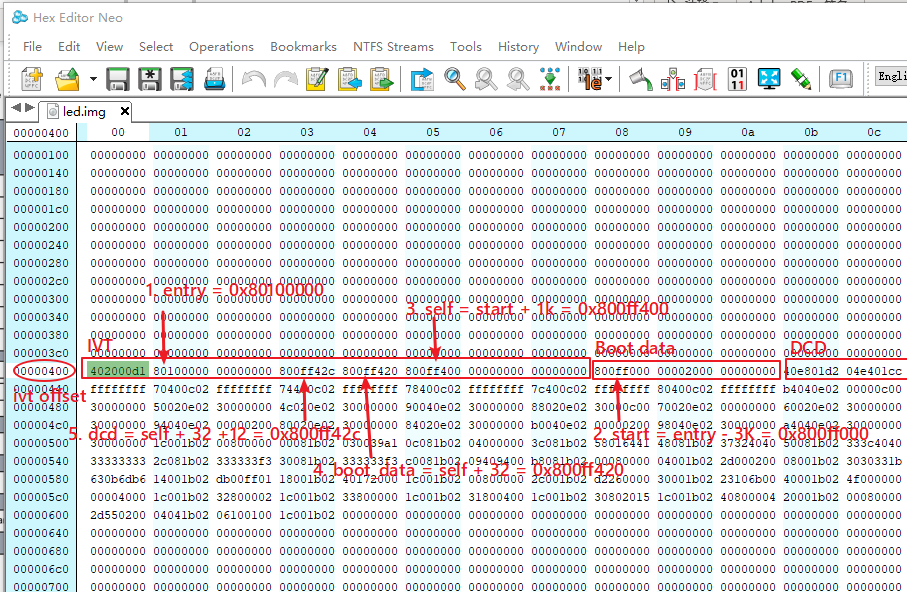 Hex Editor Neo
File Edit View Select Operations Bookmarks NTFS Streams Tools History Window Help
Engli
led.img
00000400 00 01 02 03 04 05 06 07 08 09 0a 0b 0c
00000100 00000000 00000000 00000000 00000000 00000000 00000000 00000000 00000000 00000000 00000000 00000000 00000000 00000000
00000140 00000000 00000000 00000000 00000000 00000000 00000000 00000000 00000000 00000000 00000000 00000000 00000000 00000000
00000180 00000000 00000000 00000000 00000000 00000000 00000000 00000000 00000000 00000000 00000000 00000000 00000000 00000000
000001c0 00000000 00000000 00000000 00000000 00000000 00000000 00000000 00000000 00000000 00000000 00000000 00000000 00000000
00000200 00000000 00000000 00000000 00000000 00000000 00000000 00000000 00000000 00000000 00000000 00000000 00000000 00000000
00000240 00000000 00000000 00000000 00000000 00000000 00000000 00000000 00000000 00000000 00000000 00000000 00000000 00000000
00000280 00000000 00000000 00000000 00000000 00000000 00000000 00000000 00000000 00000000 00000000 00000000 00000000 00000000
000002c0 00000000 00000000 00000000 00000000 00000000 00000000 00000000 00000000 00000000 00000000 00000000 00000000 00000000
1. entry = 0x80100000
00000300 00000000 00000000 00000000 00000000 00000000 00000000 00000000 00000000 00000000 00000000 00000000 00000000 00000000
3. self = start + 1k = 0x800ff400
00000340 00000000 00000000 00000000 00000000 00000000 00000000 00000000 00000000 00000000 00000000 00000000 00000000 00000000
00000380 00000000 00000000 00000000 00000000 00000000 00000000 00000000 00000000 00000000 00000000 00000000 00000000 00000000
IVT Boot data DCD
000003c0 00000000 00000000 00000000 00000000 00000000 00000000 00000000 00000000 00000000 00000000 00000000 00000000 00000000
00000400 402000d1 80100000 00000000 800ff42c 800ff420 800ff400 00000000 00000000 800ff000 00002000 00000000 40e801d2 04e401cc
00000440 ffffffff 70400c02 ffffffff 74400c02 ffffffff 78400c02 ffffffff 7c400c02 ffffffff 80400c02 ffffffff b4040e02 00000c00
ivt offset
00000480 30000000 50020e02 30000000 4c020e02 30000000 90040e02 30000000 88020e02 30000c00 70020e02 00000000 60020e02 30000000
000004c0 30000000 94040e02 00000200 80020e02 30000000 84020e02 30000000 b0040e02 00000200 98040e02 30000000 a4040e02 30000000
5. dcd = self + 32 +12 = 0x800ff42c
2. start = entry - 3K = 0x800ff000
00000500 30000000 0c081b02 04000000 3c081b02 58016441 48081b02 37324040 50081b02 333c4040
00000540 33333333 2c081b02 333333f3 30081b02 333333f3 c0081b02 09409400 b8081b02 00080000 04001b02 2d000200 08001b02 3030331b
4. boot_data = self + 32 = 0x800ff420
00000580 630b6db6 14001b02 db00ff01 18001b02 40172000 1c001b02 00800000 2c001b02 d2260000 30001b02 23106b00 40001b02 4f000000
000005c0 00004000 1c001b02 32800002 1c001b02 33800000 1c001b02 31800400 1c001b02 30802015 1c001b02 40800004 20001b02 00080000
00000600 2d550200 04041b02 06100100 1c001b02 00000000 00000000 00000000 00000000 00000000 00000000 00000000 00000000 00000000
00000640 00000000 00000000 00000000 00000000 00000000 00000000 00000000 00000000 00000000 00000000 00000000 00000000 00000000
00000680 00000000 00000000 00000000 00000000 00000000 00000000 00000000 00000000 00000000 00000000 00000000 00000000 00000000
000006c0 00000000 00000000 00000000 00000000 00000000 00000000 00000000 00000000 00000000 00000000 00000000 00000000 00000000
00000700 00000000 00000000 00000000 00000000 00000000 00000000 00000000 00000000 00000000 00000000 00000000 00000000 00000000